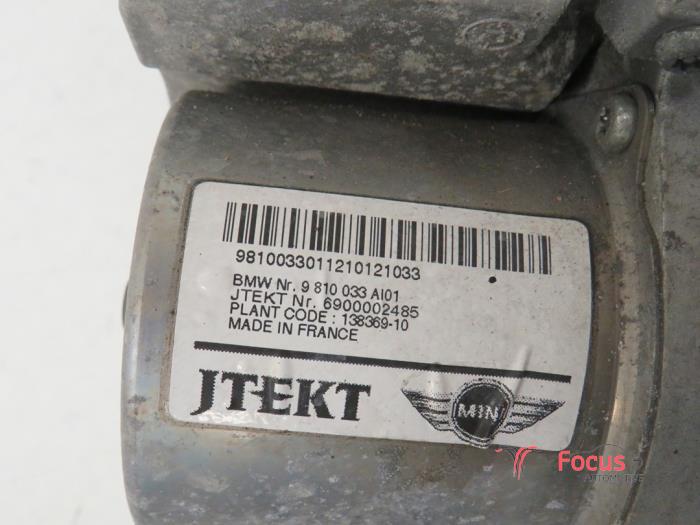 9810033011210121033
BMW Nr. 9 810 033 AI01
JTEKT Nr. 6900002485
PLANT CODE : 138369-10
MADE IN FRANCE
JTEKT
MINI
Focus
AUTOMOTIVE